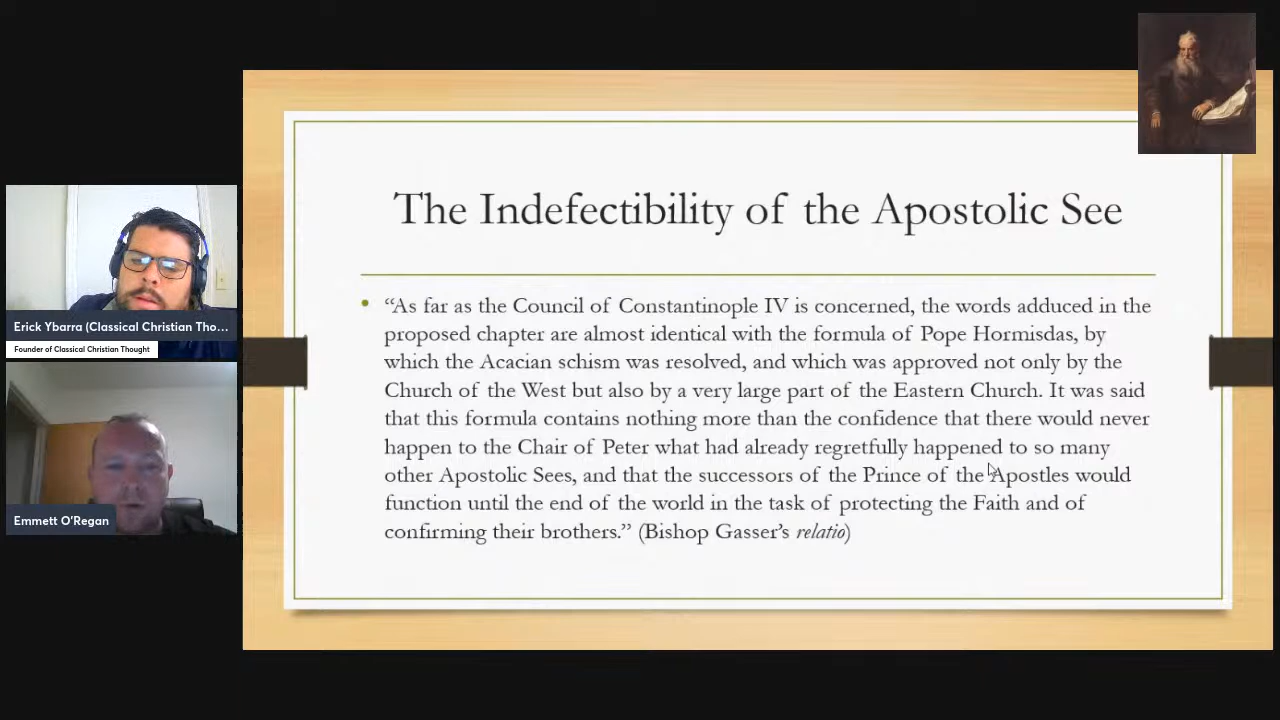 The Indefectibility of the Apostolic See
• “As far as the Council of Constantinople IV is concerned, the words adduced in the
proposed chapter are almost identical with the formula of Pope Hormisdas, by
which the Acacian schism was resolved, and which was approved not only by the
Church of the West but also by a very large part of the Eastern Church. It was said
that this formula contains nothing more than the confidence that there would never
happen to the Chair of Peter what had already regretfully happened to so many
other Apostolic Sees, and that the successors of the Prince of the Apostles would
function until the end of the world in the task of protecting the Faith and of
confirming their brothers.” (Bishop Gasser’s relatio)
Erick Ybarra (Classical Christian Tho...
Founder of Classical Christian Thought
Emmett O'Regan